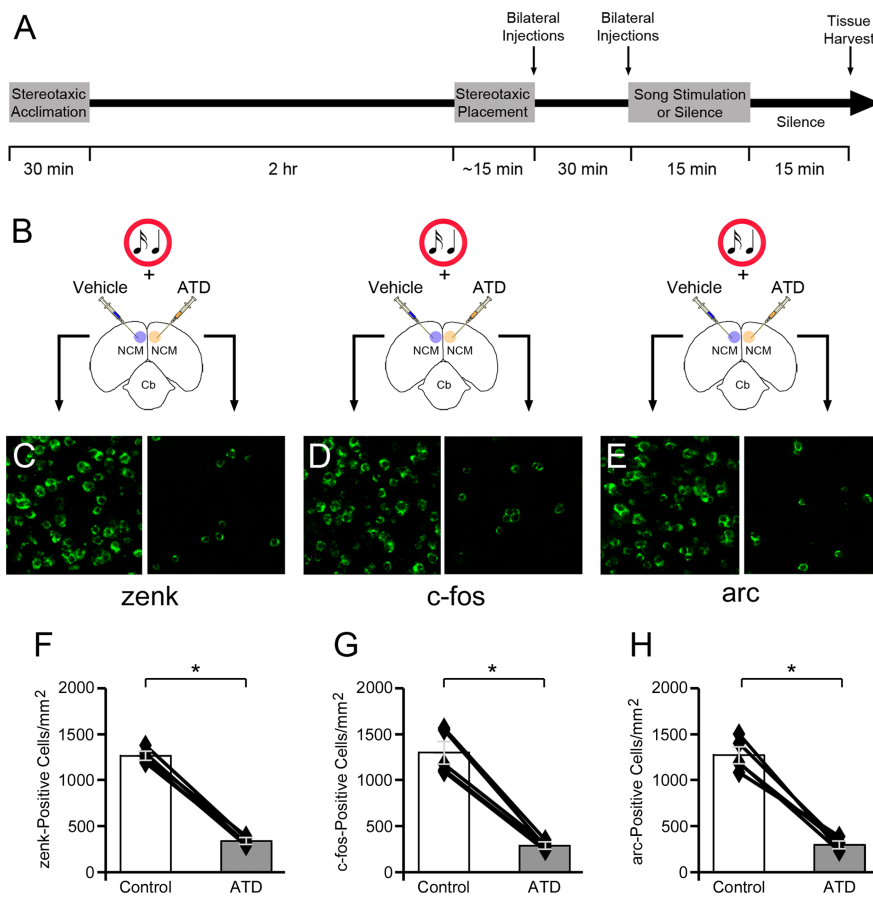 A
Bilateral
Injections
Bilateral
Injections
Tissue
Harvest
Stereotaxic
Acclimation
Stereotaxic
Placement
Song Stimulation
or Silence
Silence
30 min
2 hr
~15 min
30 min
15 min
15 min
B
+
Vehicle
ATD
NCM
NCM
Cb
+
Vehicle
ATD
NCM
NCM
Cb
+
Vehicle
ATD
NCM
NCM
Cb
C
D
E
zenk
c-fos
arc
F
zenk-Positive Cells/mm2
2000
1500
1000
500
0
*
Control
ATD
G
c-fos-Positive Cells/mm2
2000
1500
1000
500
0
*
Control
ATD
H
arc-Positive Cells/mm2
2000
1500
1000
500
0
*
Control
ATD